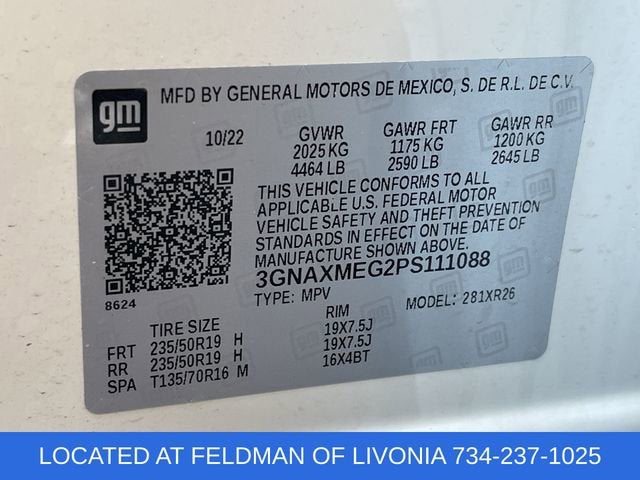 gm
MFD BY GENERAL MOTORS DE MEXICO, S. DE R.L. DE C.V.
10/22 GVWR GAWR FRT GAWR RR
2025 KG 1175 KG 1200 KG
4464 LB 2590 LB 2645 LB
THIS VEHICLE CONFORMS TO ALL
APPLICABLE U.S. FEDERAL MOTOR
VEHICLE SAFETY AND THEFT PREVENTION
STANDARDS IN EFFECT ON THE DATE OF
MANUFACTURE SHOWN ABOVE.
3GNAXMEG2PS111088
8624
TYPE: MPV MODEL: 281XR26
TIRE SIZE RIM
FRT 235/50R19 H 19X7.5J
RR 235/50R19 H 19X7.5J
SPA T135/70R16 M 16X4BT
LOCATED AT FELDMAN OF LIVONIA 734-237-1025